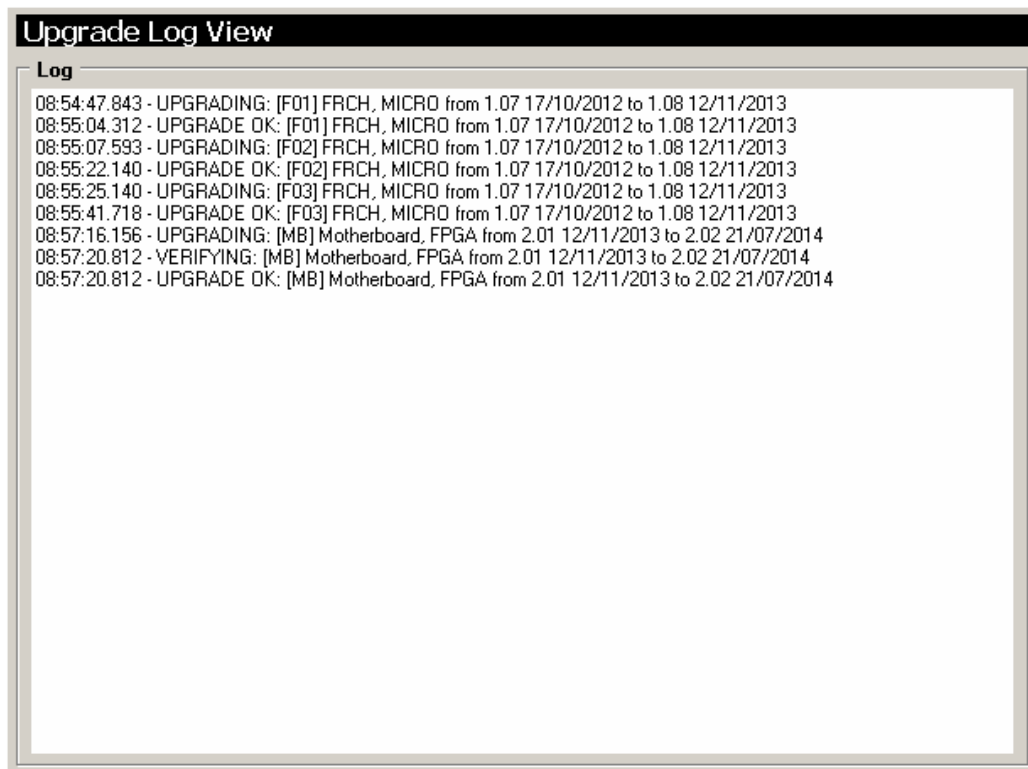 Upgrade Log View
Log
08:54:47.843 - UPGRADING: [F01] FRCH, MICRO from 1.07 17/10/2012 to 1.08 12/11/2013
08:55:04.312 - UPGRADE OK: [F01] FRCH, MICRO from 1.07 17/10/2012 to 1.08 12/11/2013
08:55:07.593 - UPGRADING: [F02] FRCH, MICRO from 1.07 17/10/2012 to 1.08 12/11/2013
08:55:22.140 - UPGRADE OK: [F02] FRCH, MICRO from 1.07 17/10/2012 to 1.08 12/11/2013
08:55:25.140 - UPGRADING: [F03] FRCH, MICRO from 1.07 17/10/2012 to 1.08 12/11/2013
08:55:41.718 - UPGRADE OK: [F03] FRCH, MICRO from 1.07 17/10/2012 to 1.08 12/11/2013
08:57:16.156 - UPGRADING: [MB] Motherboard, FPGA from 2.01 12/11/2013 to 2.02 21/07/2014
08:57:20.812 - VERIFYING: [MB] Motherboard, FPGA from 2.01 12/11/2013 to 2.02 21/07/2014
08:57:20.812 - UPGRADE OK: [MB] Motherboard, FPGA from 2.01 12/11/2013 to 2.02 21/07/2014